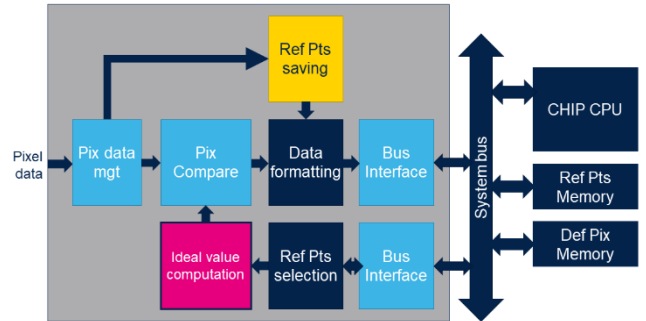 Ref Pts
saving
Pixel
data
Pix data
mgt
Pix
Compare
Data
formatting
Bus
Interface
Ideal value
computation
Ref Pts
selection
Bus
Interface
System bus
CHIP CPU
Ref Pts
Memory
Def Pix
Memory